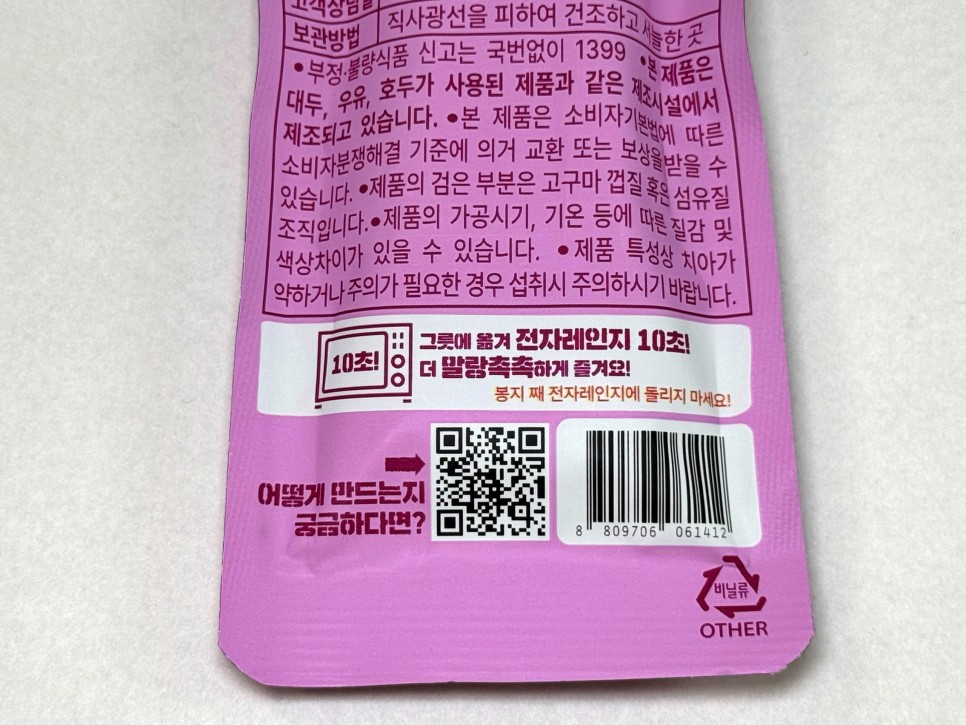 고객상담실
보관방법
직사광선을 피하여 건조하고 서늘한 곳
•부정·불량식품 신고는 국번없이 1399 •본 제품은
대두, 우유, 호두가 사용된 제품과 같은 제조시설에서
제조되고 있습니다. •본 제품은 소비자기본법에 따른
소비자분쟁해결 기준에 의거 교환 또는 보상을 받을 수
있습니다. •제품의 검은 부분은 고구마 껍질 혹은 섬유질
조직입니다.•제품의 가공시기, 기온 등에 따른 질감 및
색상차이가 있을 수 있습니다. •제품 특성상 치아가
약하거나 주의가 필요한 경우 섭취시 주의하시기 바랍니다.
10초!
그릇에 옮겨 전자레인지 10초!
더 말랑촉촉하게 즐겨요!
봉지 째 전자레인지에 돌리지 마세요!
어떻게 만드는지
궁금하다면?
8 809706 061412
비닐류
OTHER